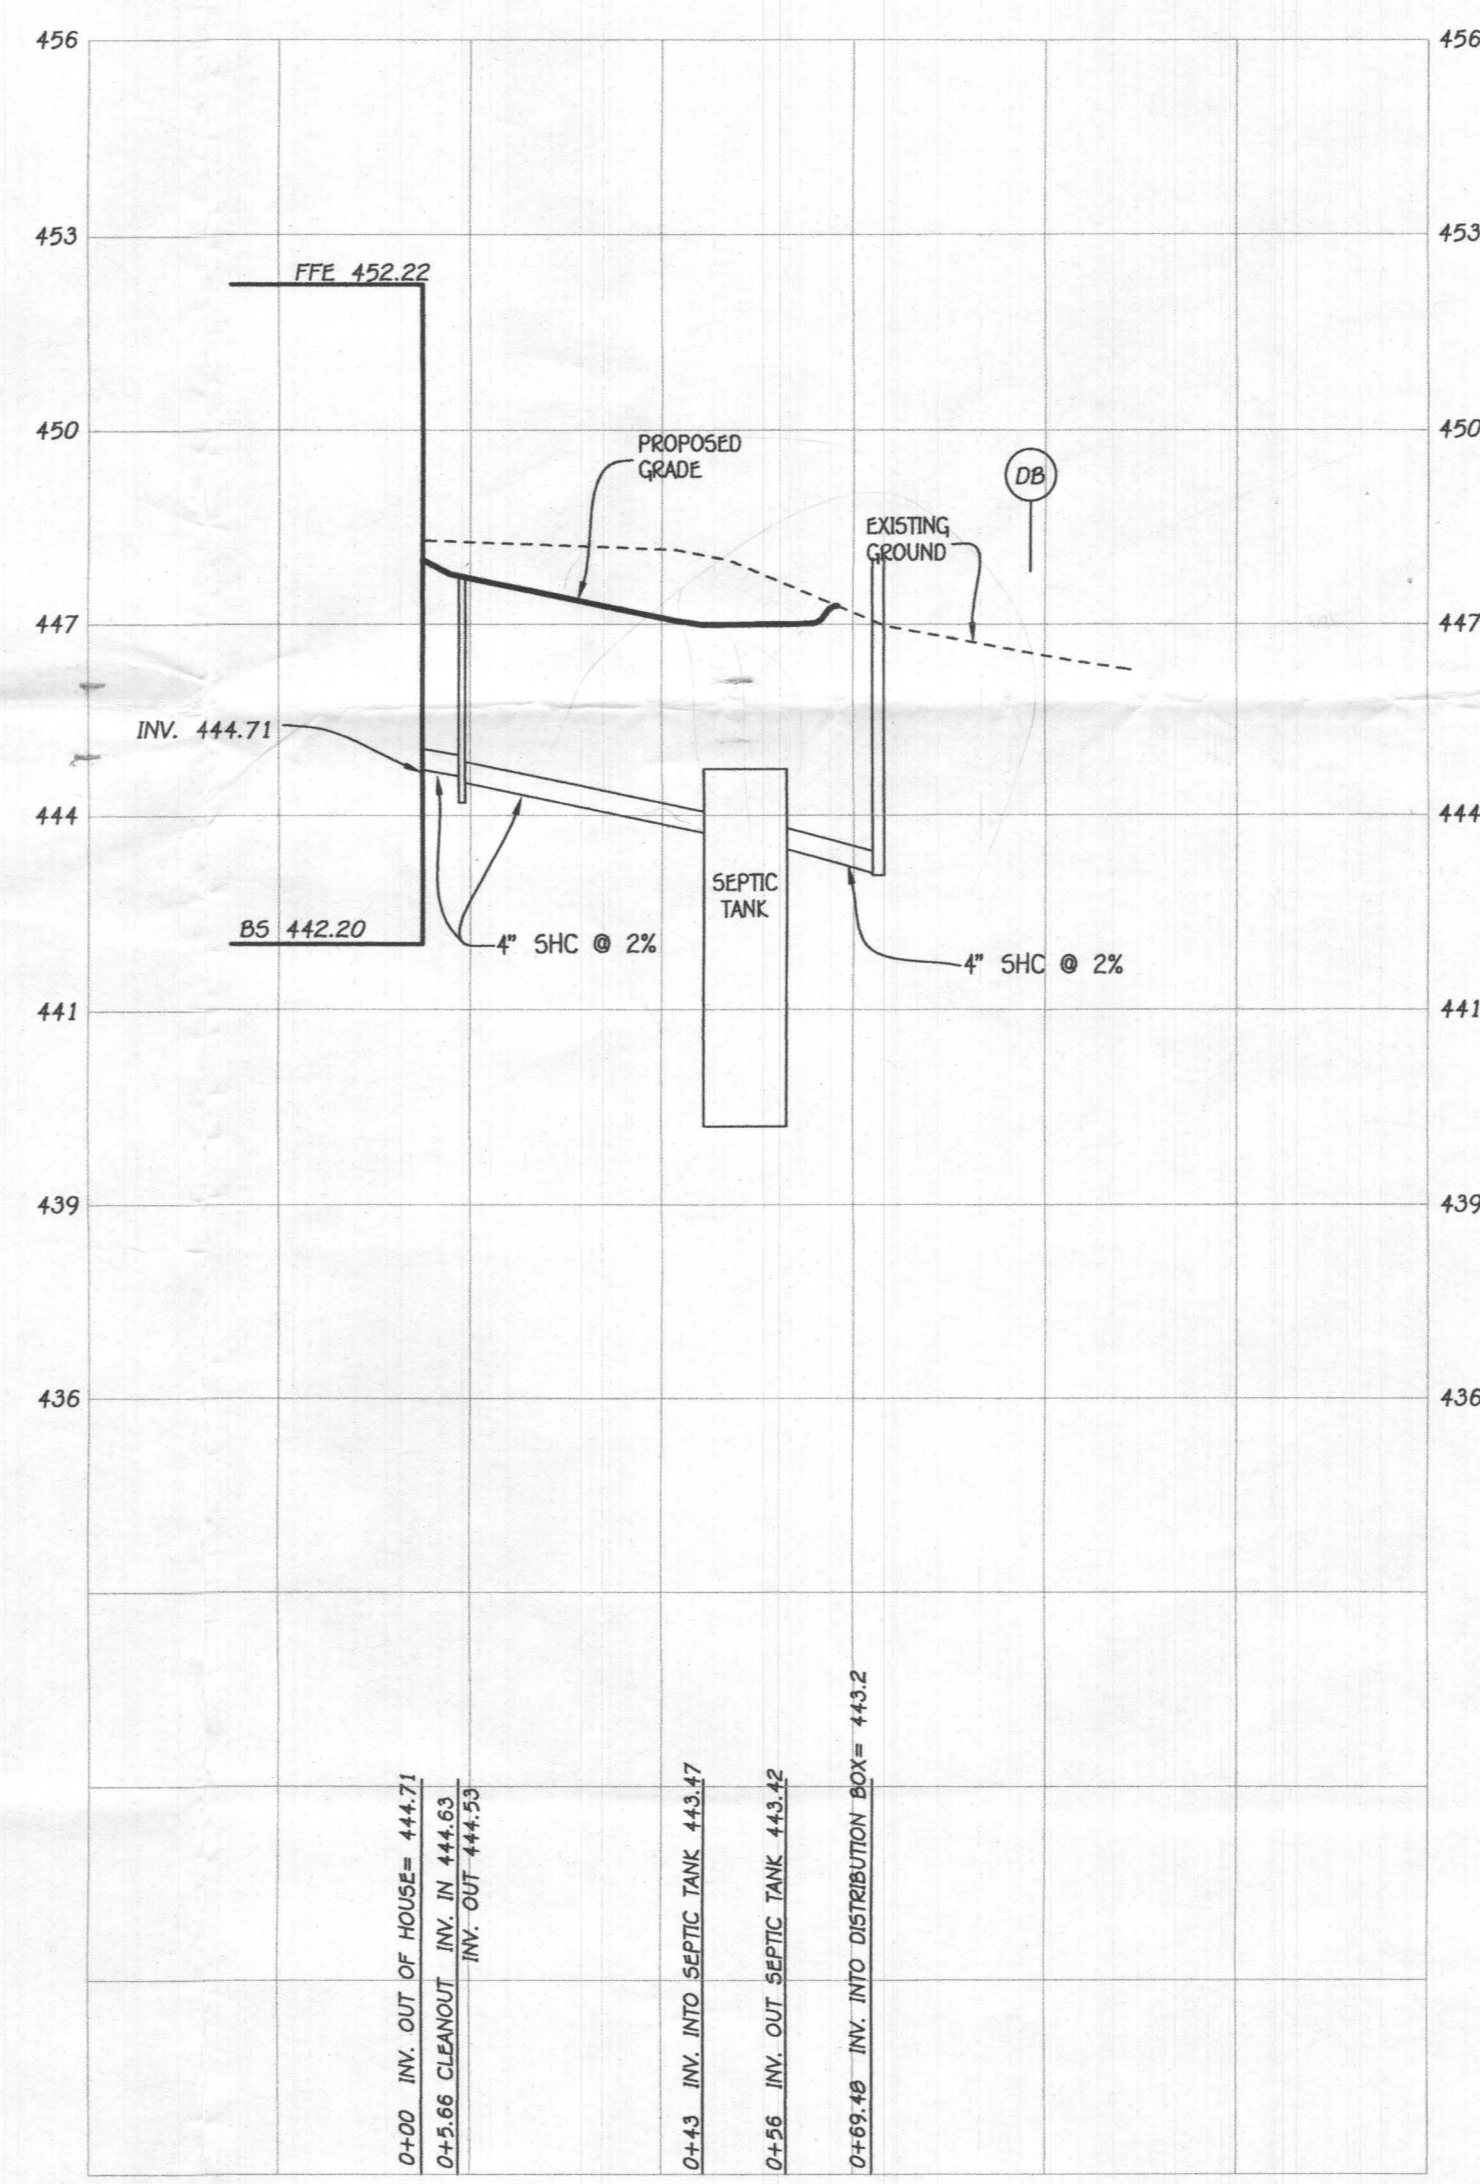 456
456
453
453
FFE 452.22
450
450
PROPOSED
GRADE
DB
EXISTING
GROUND
447
447
INV. 444.71
444
444
SEPTIC
TANK
BS 442.20
4" SHC @ 2%
4" SHC @ 2%
441
441
439
439
436
436
0+00 INV. OUT OF HOUSE= 444.71
0+5.66 CLEANOUT INV. IN 444.63
INV. OUT 444.53
0+43 INV. INTO SEPTIC TANK 443.47
0+56 INV. OUT SEPTIC TANK 443.42
0+69.48 INV. INTO DISTRIBUTION BOX= 443.2